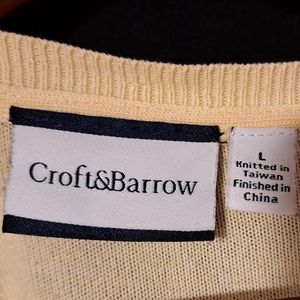 Croft&Barrow
L
Knitted in
Taiwan
Finished in
China